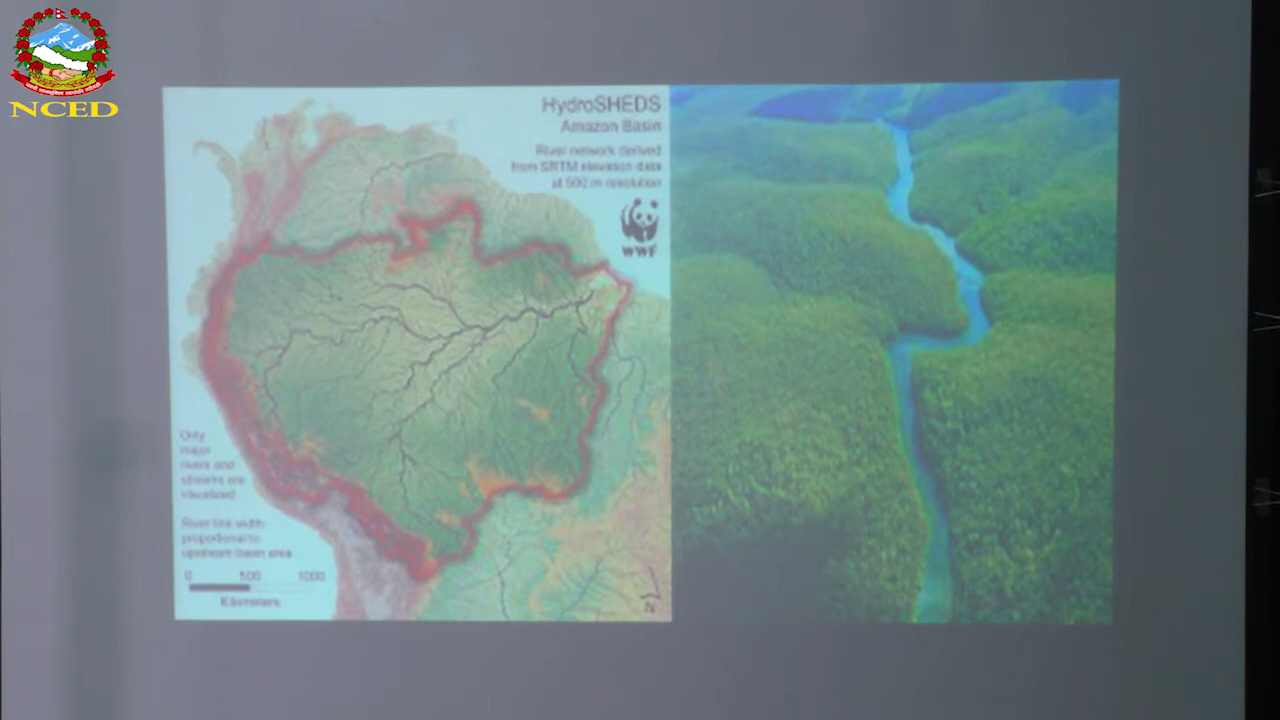 NCED
HydroSHEDS
Amazon Basin
River network derived
from SRTM elevation data
at 500 m resolution
WWF
Only
major
rivers and
streams are
visualized
River line width
proportional to
upstream basin area
0 500 1000
Kilometers
N